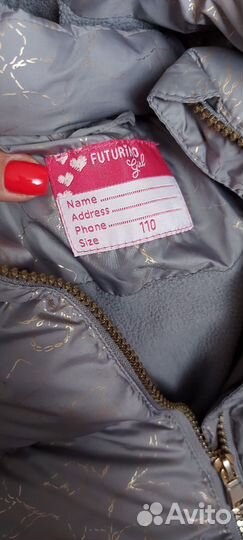 FUTURINO
Girl
Name ............
Address ............
Phone ............
Size 110
Avito